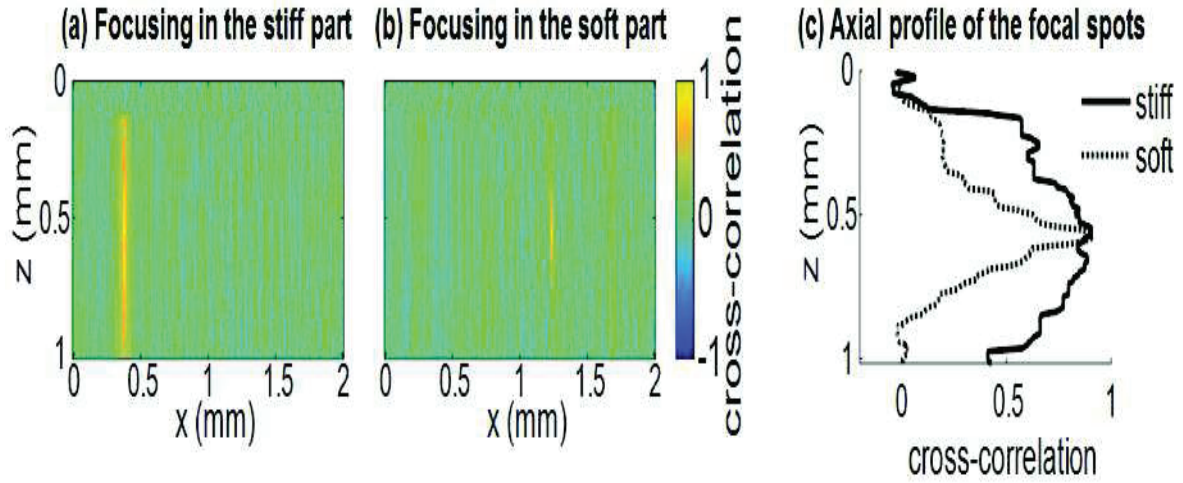 (a) Focusing in the stiff part
(b) Focusing in the soft part
(c) Axial profile of the focal spots
0
0.5
1
z (mm)
0 0.5 1 1.5 2
x (mm)
0 0.5 1 1.5 2
x (mm)
1
0
-1
cross-correlation
0
0.5
1
z (mm)
stiff
soft
0 0.5 1
cross-correlation